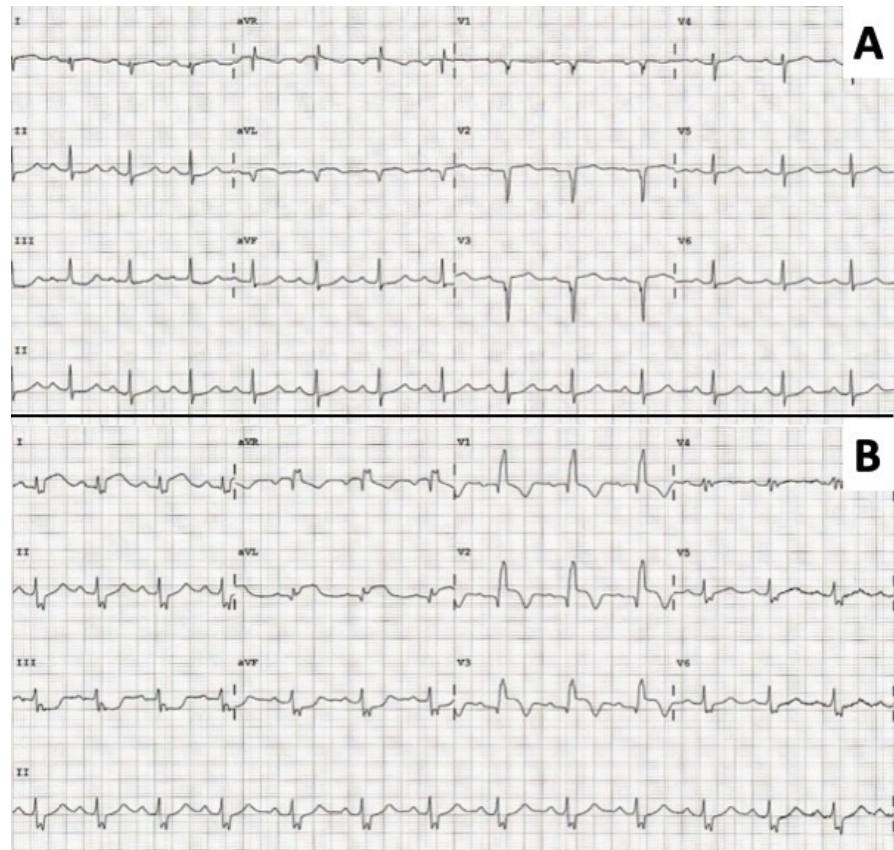 I aVR V1 V4
A
II aVL V2 V5
III aVF V3 V6
II
I aVR V1 V4
B
II aVL V2 V5
III aVF V3 V6
II